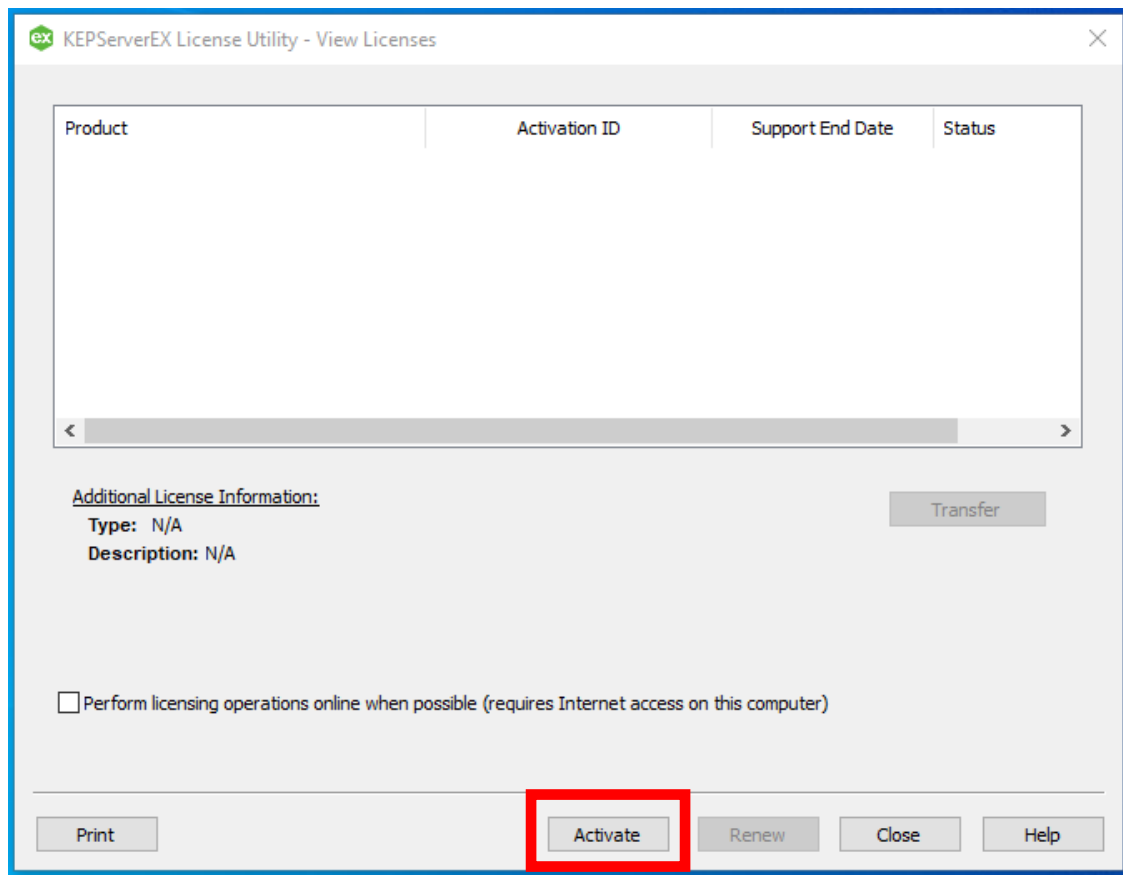 ex KEPServerEX License Utility - View Licenses
Product Activation ID Support End Date Status
Additional License Information:
Transfer
Type: N/A
Description: N/A
Perform licensing operations online when possible (requires Internet access on this computer)
Print Activate Renew Close Help